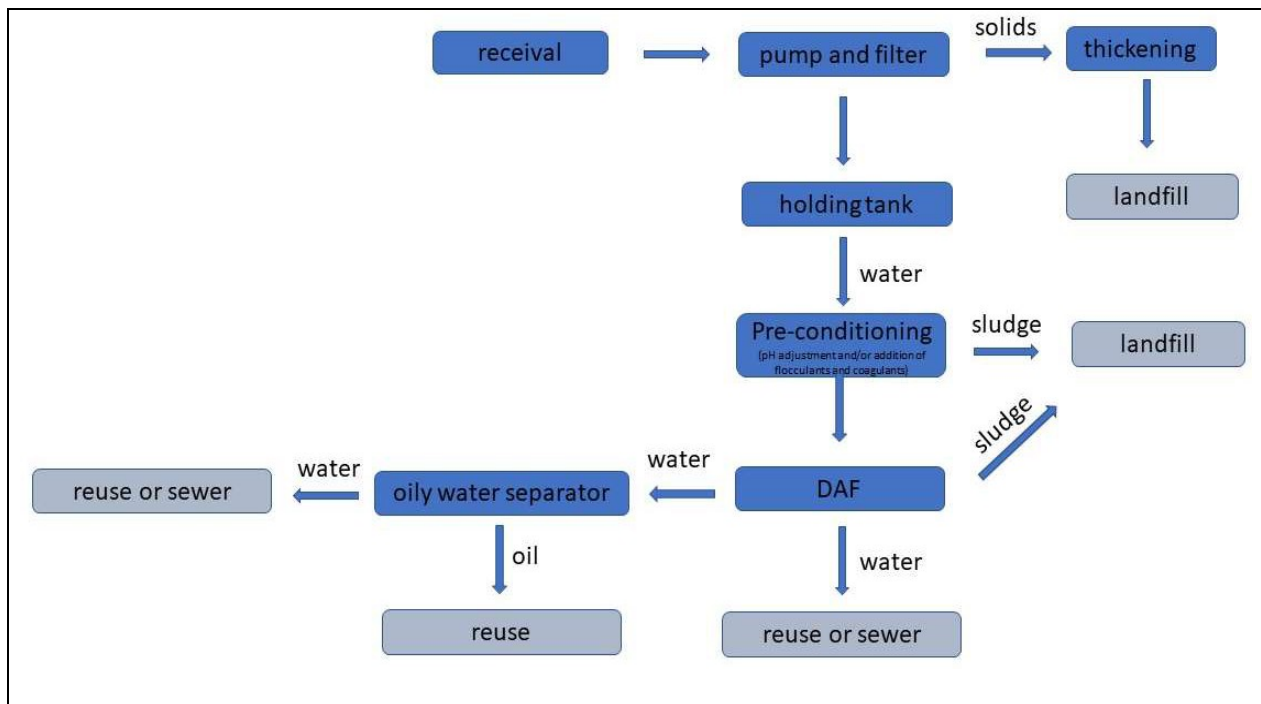 receival
pump and filter
solids
thickening
holding tank
landfill
water
Pre-conditioning
(pH adjustment and/or addition of
flocculants and coagulants)
sludge
landfill
sludge
reuse or sewer
water
oily water separator
water
DAF
oil
water
reuse
reuse or sewer